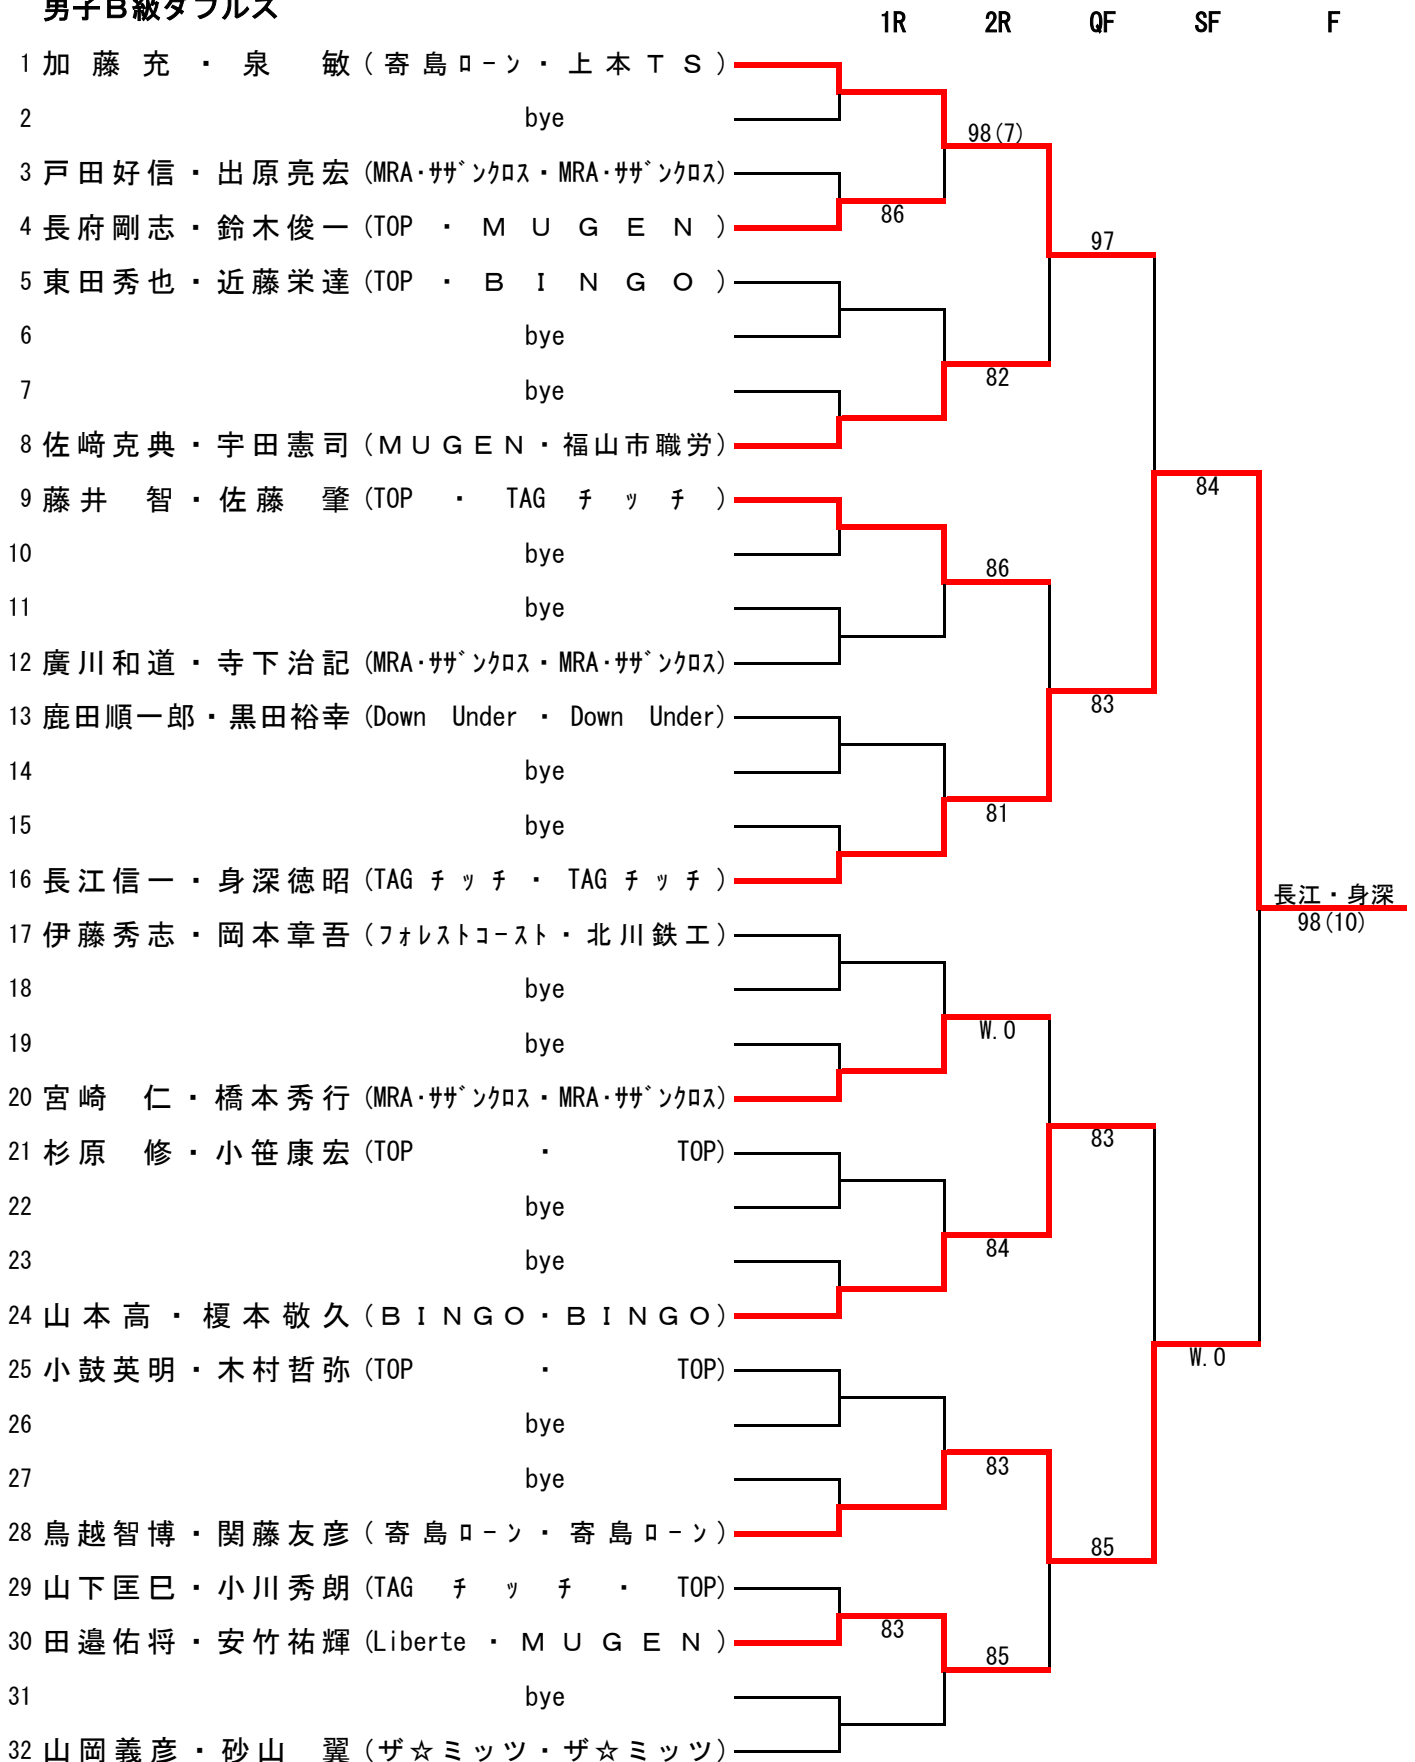 男子Ｂ級ダブルス
1R 2R QF SF F
1 加藤充・泉　敏 (寄島ﾛｰﾝ・上本ＴＳ)
2 bye
98(7)
3 戸田好信・出原亮宏 (MRA･ｻｻﾞﾝｸﾛｽ・MRA･ｻｻﾞﾝｸﾛｽ)
86
4 長府剛志・鈴木俊一 (TOP ・ ＭＵＧＥＮ)
97
5 東田秀也・近藤栄達 (TOP ・ ＢＩＮＧＯ)
6 bye
82
7 bye
8 佐﨑克典・宇田憲司 (ＭＵＧＥＮ・福山市職労)
84
9 藤井　智・佐藤　肇 (TOP ・ TAG ﾁｯﾁ)
10 bye
86
11 bye
12 廣川和道・寺下治記 (MRA･ｻｻﾞﾝｸﾛｽ・MRA･ｻｻﾞﾝｸﾛｽ)
83
13 鹿田順一郎・黒田裕幸 (Down Under ・ Down Under)
14 bye
81
15 bye
16 長江信一・身深徳昭 (TAG ﾁｯﾁ ・ TAG ﾁｯﾁ)
長江・身深
98(10)
17 伊藤秀志・岡本章吾 (ﾌｫﾚｽﾄｺｰｽﾄ・北川鉄工)
18 bye
W.O
19 bye
20 宮崎　仁・橋本秀行 (MRA･ｻｻﾞﾝｸﾛｽ・MRA･ｻｻﾞﾝｸﾛｽ)
83
21 杉原　修・小笹康宏 (TOP ・ TOP)
22 bye
84
23 bye
24 山本高・榎本敬久 (ＢＩＮＧＯ・ＢＩＮＧＯ)
W.O
25 小鼓英明・木村哲弥 (TOP ・ TOP)
26 bye
83
27 bye
28 鳥越智博・関藤友彦 (寄島ﾛｰﾝ・寄島ﾛｰﾝ)
85
29 山下匡巳・小川秀朗 (TAG ﾁｯﾁ ・ TOP)
83
30 田邉佑将・安竹祐輝 (Liberte ・ ＭＵＧＥＮ)
85
31 bye
32 山岡義彦・砂山　翼 (ザ☆ミッツ・ザ☆ミッツ)